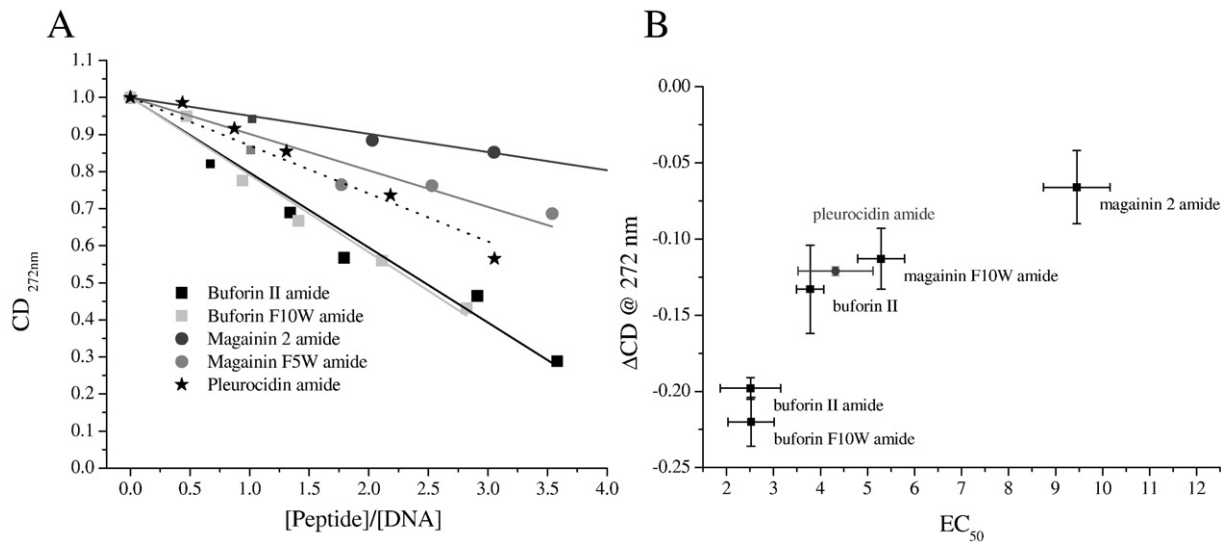 A
1.1
1.0
0.9
0.8
0.7
0.6
0.5
0.4
0.3
0.2
0.1
0.0
CD 272nm
Buforin II amide
Buforin F10W amide
Magainin 2 amide
Magainin F5W amide
Pleurocidin amide
0.0 0.5 1.0 1.5 2.0 2.5 3.0 3.5 4.0
[Peptide]/[DNA]
B
0.00
-0.05
-0.10
-0.15
-0.20
-0.25
ΔCD @ 272 nm
pleurocidin amide
magainin 2 amide
magainin F10W amide
buforin II
buforin II amide
buforin F10W amide
2 3 4 5 6 7 8 9 10 11 12
EC50